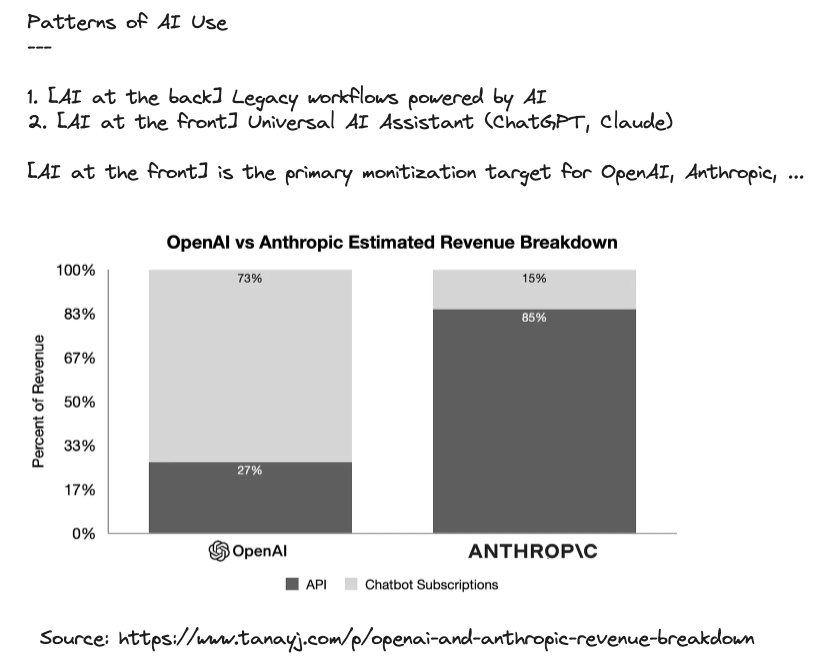 Patterns of AI Use
---
1. [AI at the back] Legacy workflows powered by AI
2. [AI at the front] Universal AI Assistant (ChatGPT, Claude)
[AI at the front] is the primary monitization target for OpenAI, Anthropic, ...
OpenAI vs Anthropic Estimated Revenue Breakdown
Percent of Revenue
100%
83%
67%
50%
33%
17%
0%
73%
27%
15%
85%
OpenAI
ANTHROP\C
API
Chatbot Subscriptions
Source: https://www.tanayj.com/p/openai-and-anthropic-revenue-breakdown